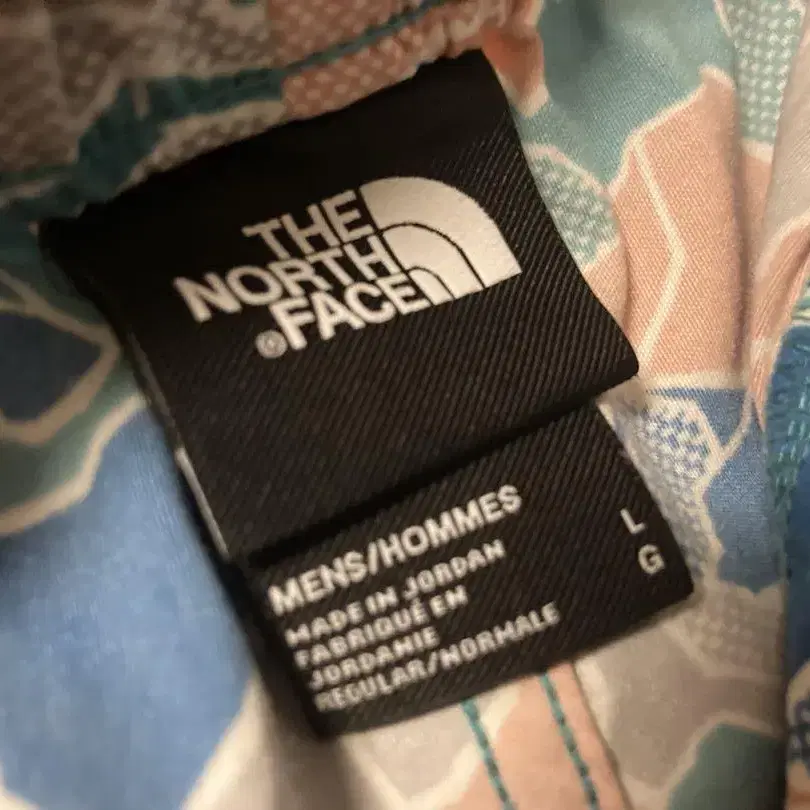 THE
NORTH
FACE
®
MENS/HOMMES
MADE IN JORDAN
FABRIQUÉ EN
JORDANIE
REGULAR/NORMALE
L
G